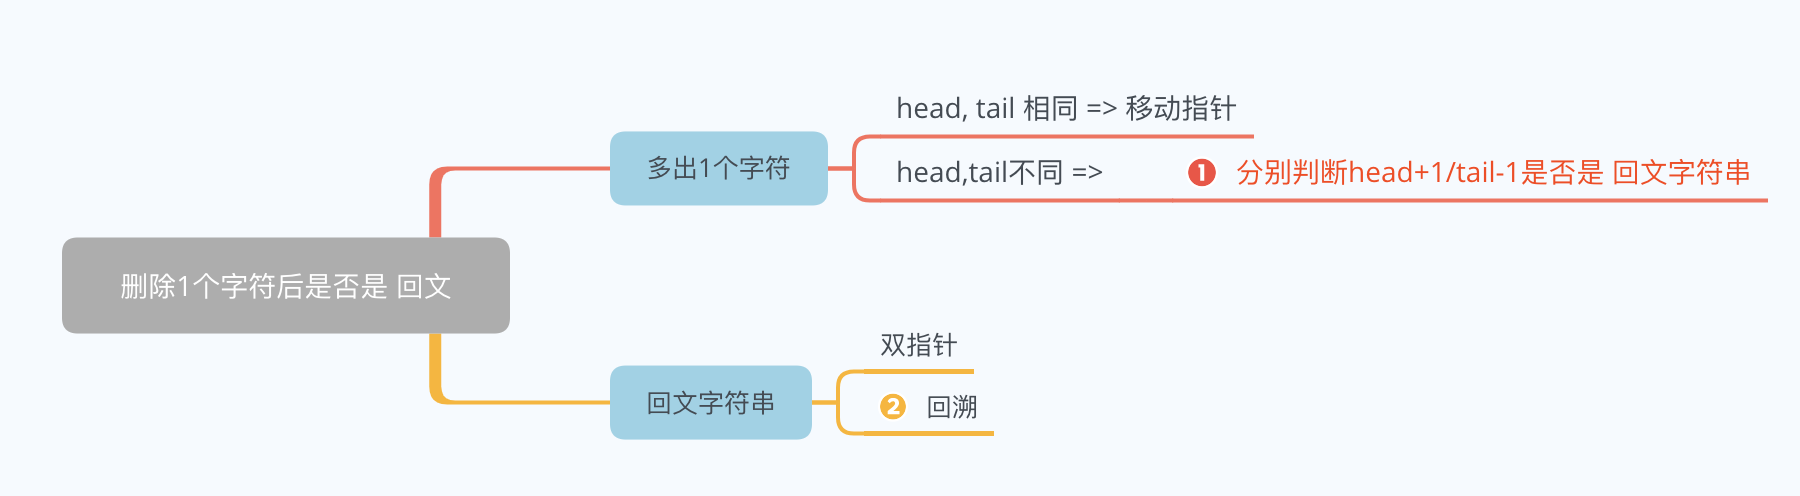 head, tail 相同 => 移动指针
多出1个字符
head,tail不同 =>
1 分别判断head+1/tail-1是否是 回文字符串
删除1个字符后是否是 回文
双指针
回文字符串
2 回溯